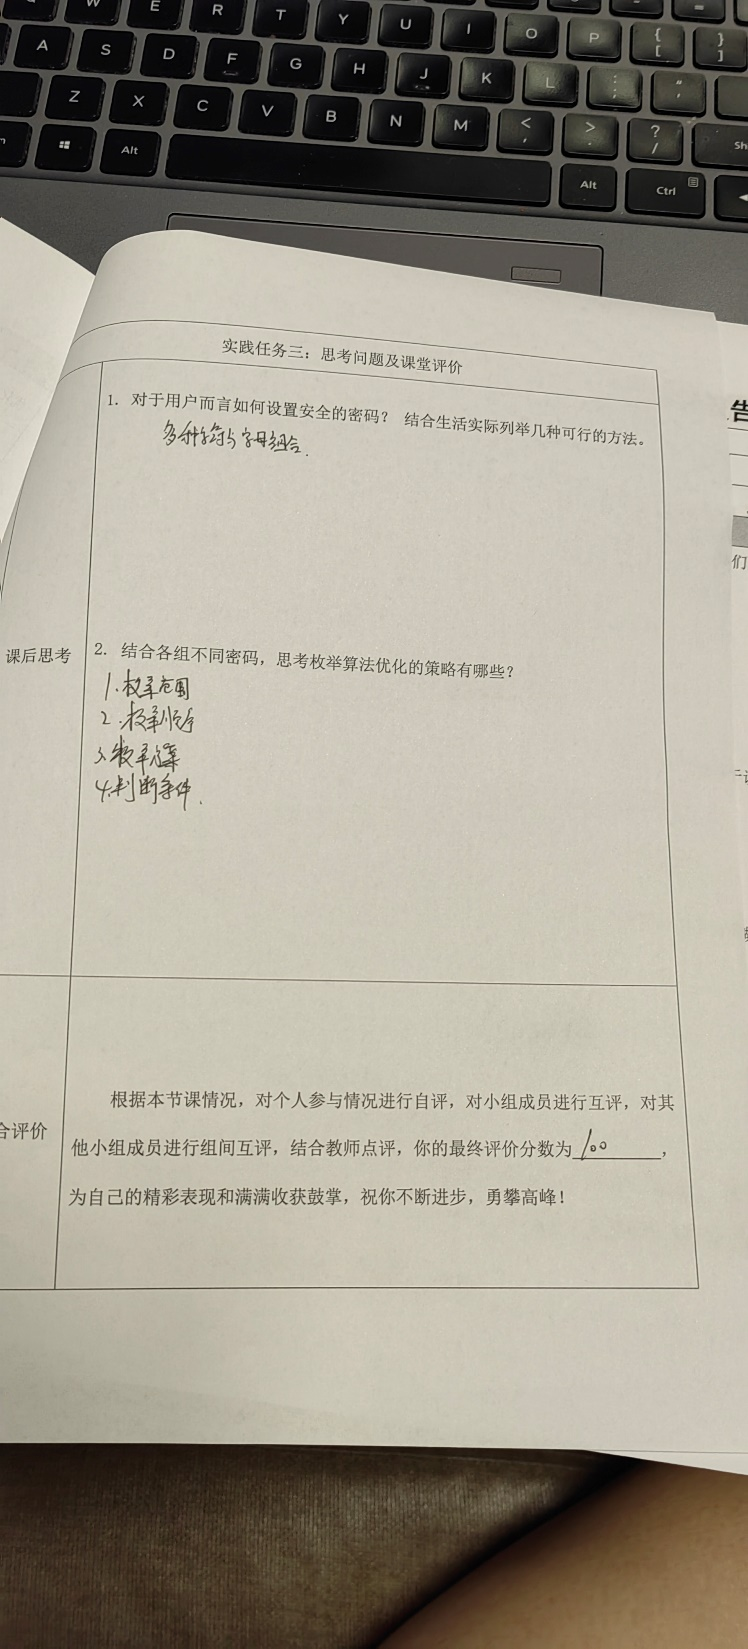 W E R T Y U I O P { [ } ]
A S D F G H J K L : ; " '
Z X C V B N M < , > . ? / Sh
Alt Alt Ctrl
实践任务三：思考问题及课堂评价
1. 对于用户而言如何设置安全的密码？ 结合生活实际列举几种可行的方法。
多种字符与字母组合.
课后思考
2. 结合各组不同密码，思考枚举算法优化的策略有哪些？
1.枚举范围
2.枚举顺序
3.枚举方案
4.判断条件.
合评价
根据本节课情况，对个人参与情况进行自评，对小组成员进行互评，对其
他小组成员进行组间互评，结合教师点评，你的最终评价分数为100，
为自己的精彩表现和满满收获鼓掌，祝你不断进步，勇攀高峰！
告
们